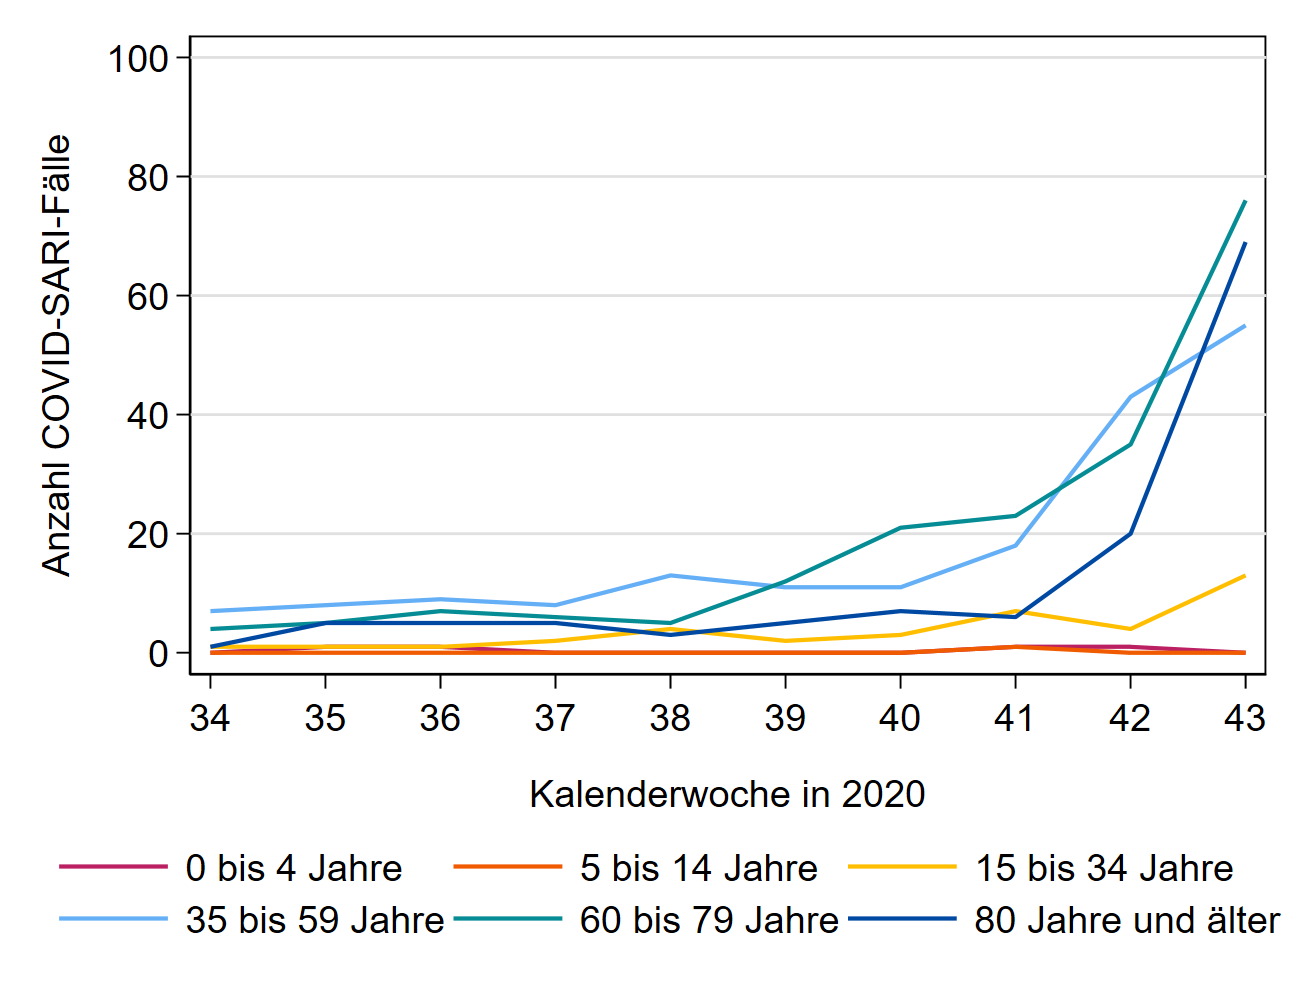 Anzahl COVID-SARI-Fälle
100
80
60
40
20
0
34 35 36 37 38 39 40 41 42 43
Kalenderwoche in 2020
0 bis 4 Jahre 5 bis 14 Jahre 15 bis 34 Jahre
35 bis 59 Jahre 60 bis 79 Jahre 80 Jahre und älter